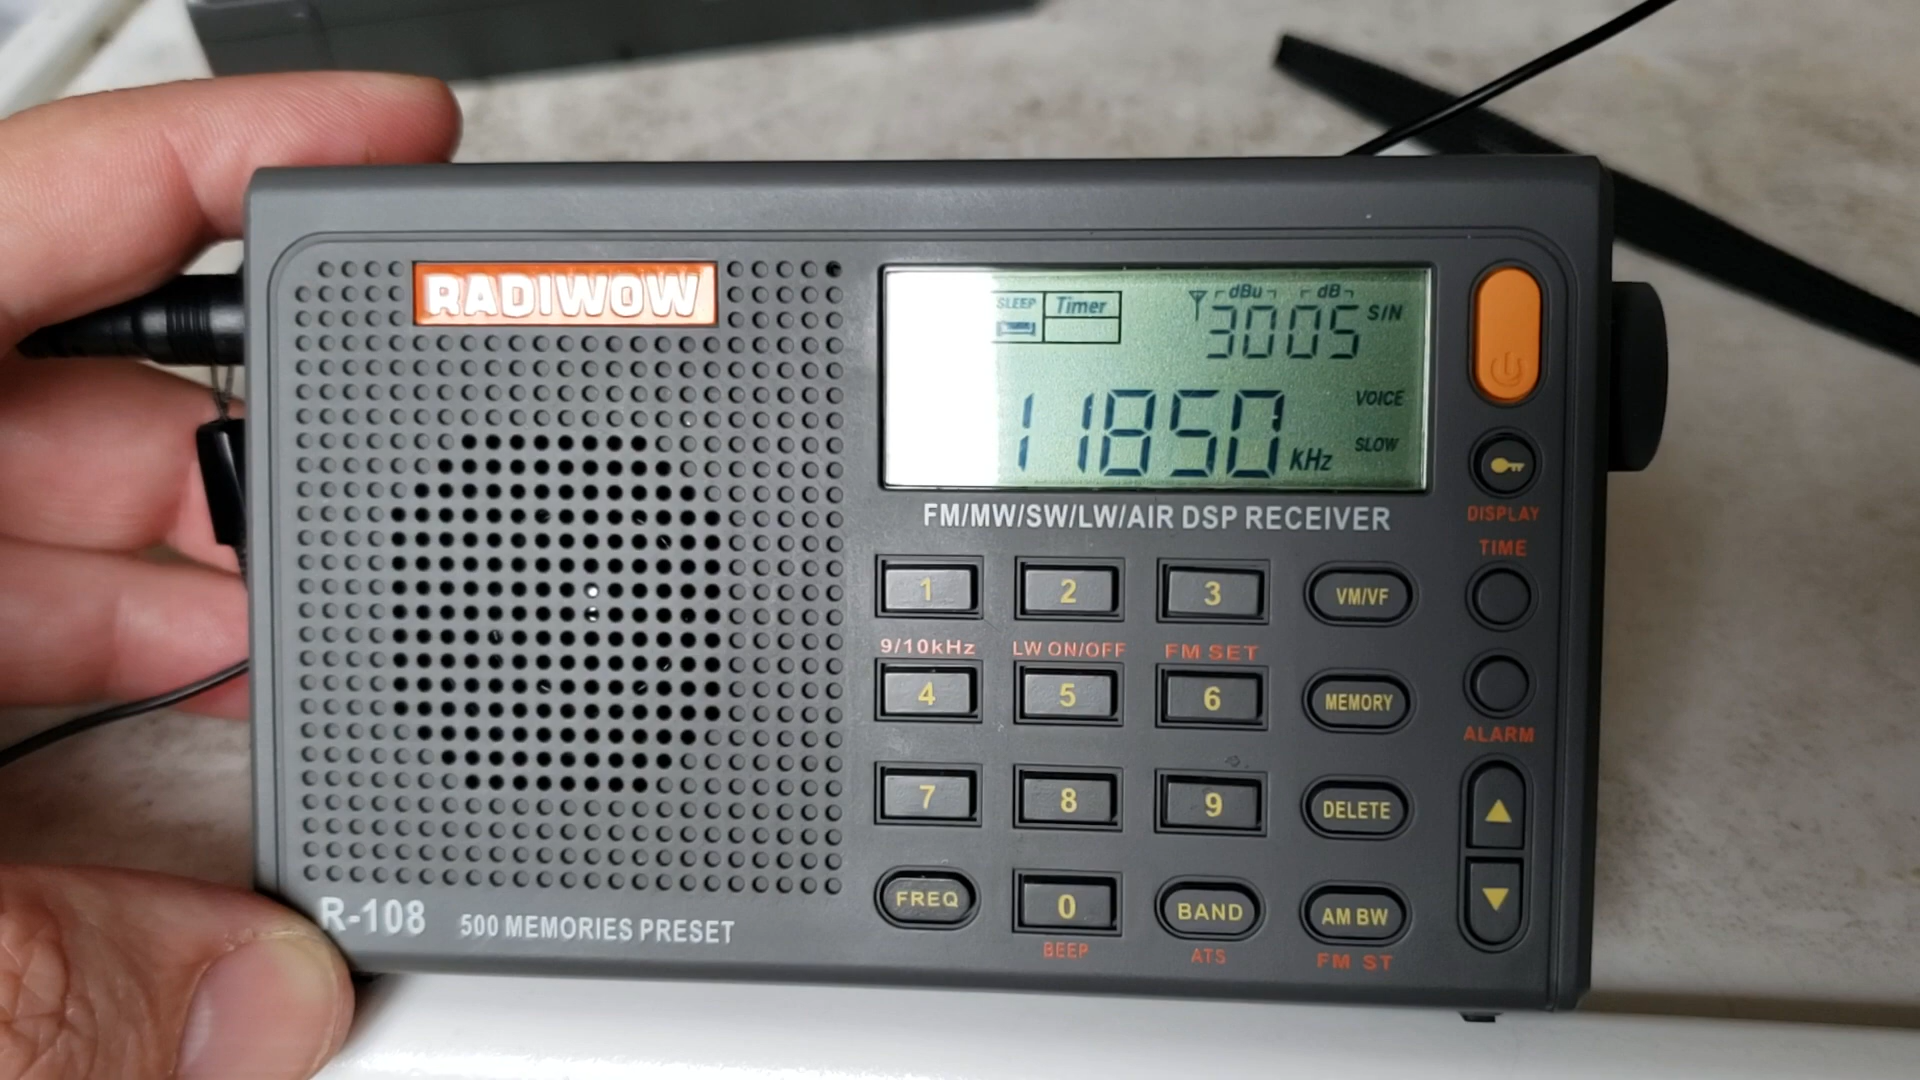 RADIWOW
SLEEP
Timer
dBu
dB
3005 S/N
VOICE
11850 kHz
SLOW
FM/MW/SW/LW/AIR DSP RECEIVER
DISPLAY
TIME
1 2 3 VM/VF
9/10kHz LW ON/OFF FM SET
4 5 6 MEMORY
ALARM
7 8 9 DELETE
FREQ 0 BAND AM BW
BEEP ATS FM ST
R-108 500 MEMORIES PRESET